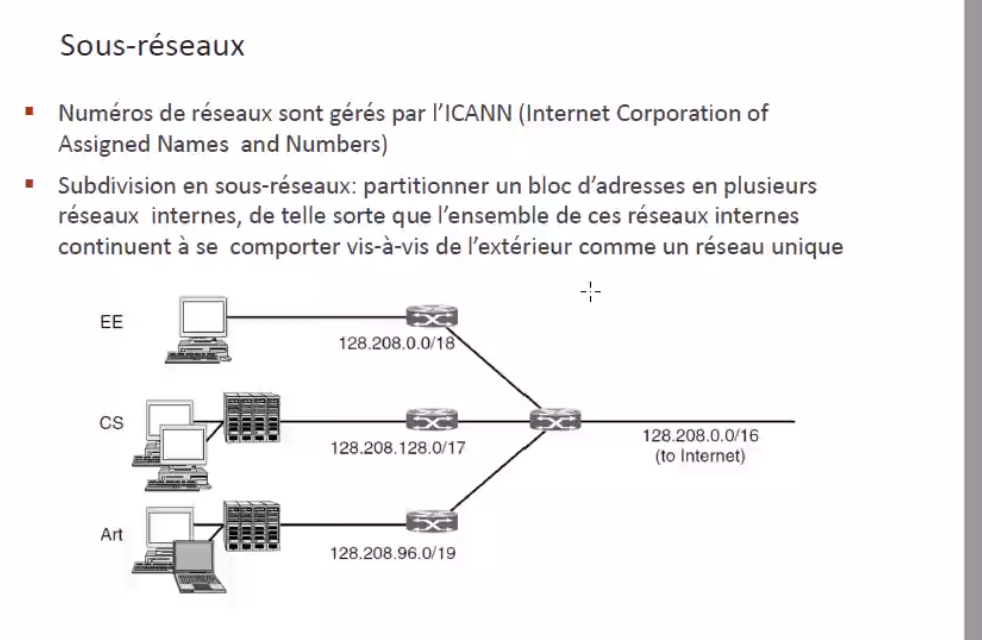 Sous-réseaux
Numéros de réseaux sont gérés par l'ICANN (Internet Corporation of
Assigned Names and Numbers)
Subdivision en sous-réseaux: partitionner un bloc d'adresses en plusieurs
réseaux internes, de telle sorte que l'ensemble de ces réseaux internes
continuent à se comporter vis-à-vis de l'extérieur comme un réseau unique
EE
128.208.0.0/18
CS
128.208.128.0/17
128.208.0.0/16
(to Internet)
Art
128.208.96.0/19